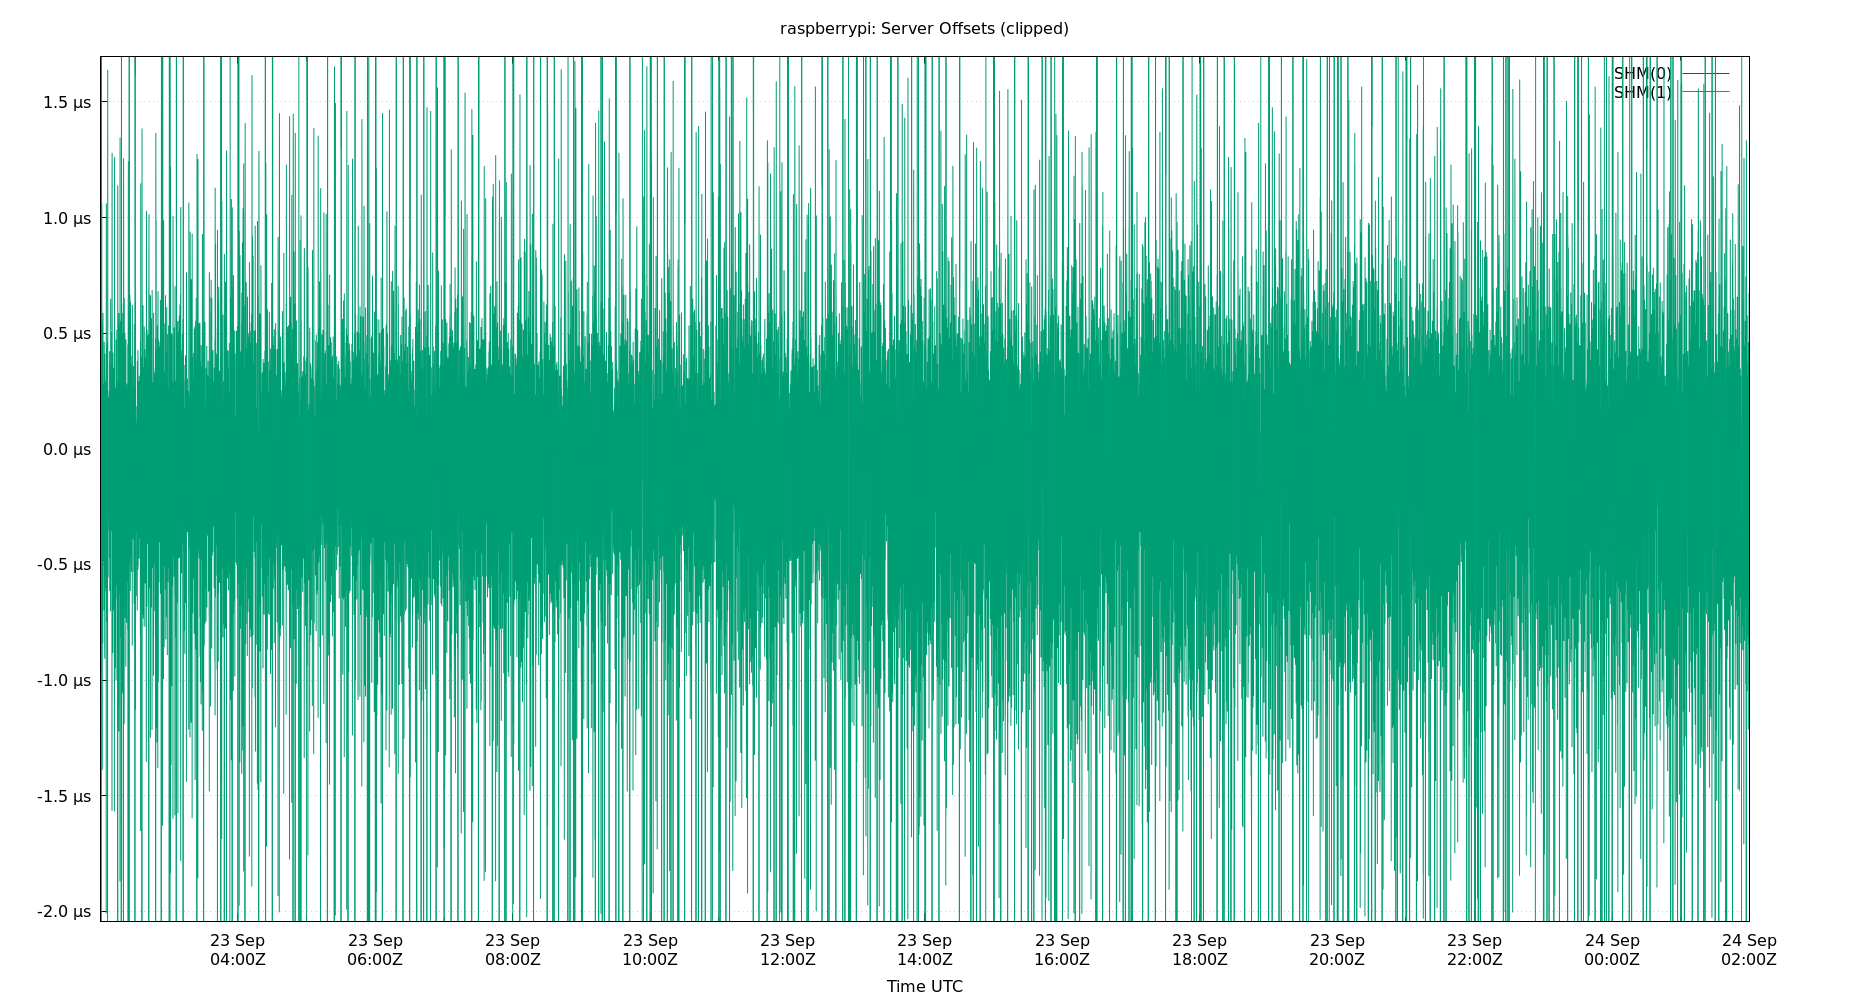 raspberrypi: Server Offsets (clipped)
SHM(0)
SHM(1)
1.5 µs
1.0 µs
0.5 µs
0.0 µs
-0.5 µs
-1.0 µs
-1.5 µs
-2.0 µs
23 Sep 23 Sep 23 Sep 23 Sep 23 Sep 23 Sep 23 Sep 23 Sep 23 Sep 23 Sep 24 Sep 24 Sep
04:00Z 06:00Z 08:00Z 10:00Z 12:00Z 14:00Z 16:00Z 18:00Z 20:00Z 22:00Z 00:00Z 02:00Z
Time UTC